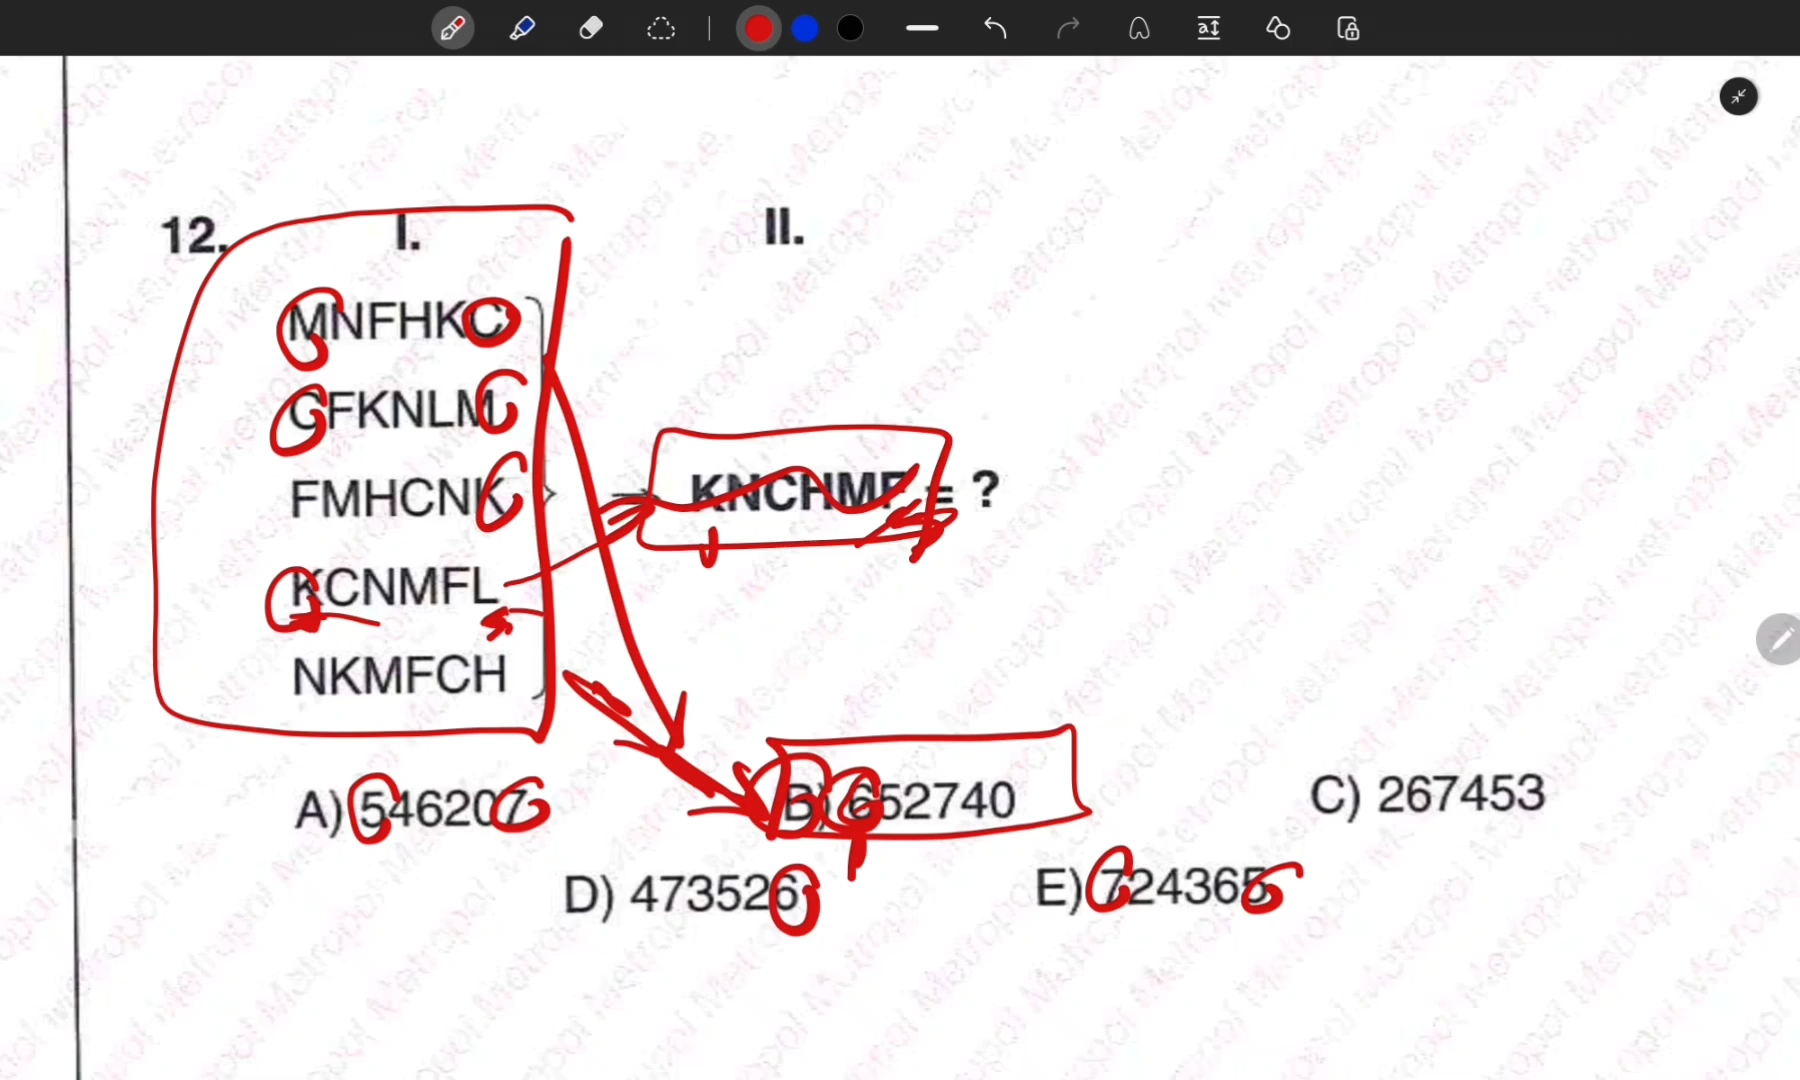 12. I. II.
MNFHKC
CFKNLM
FMHCNK
KNCHMF = ?
KCNMFL
NKMFCH
A) 546207 B) 652740 C) 267453
D) 473526 E) 724365